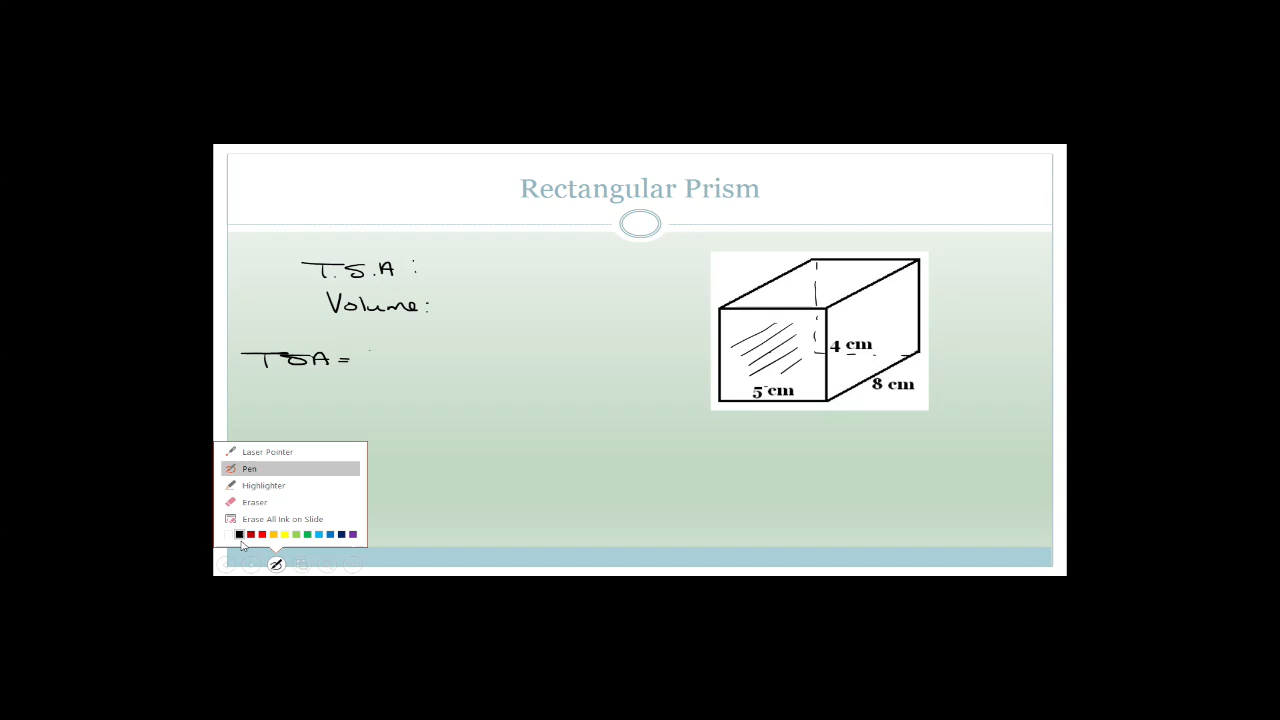 Rectangular Prism
T.S.A :
Volume:
TSA =
4 cm
8 cm
5 cm
Laser Pointer
Pen
Highlighter
Eraser
Erase All Ink on Slide